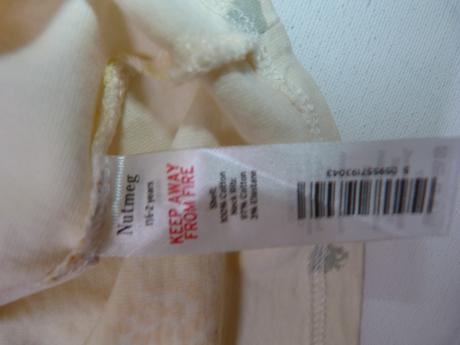 Nutmeg
1½-2 years
KEEP AWAY
FROM FIRE
Shell:
100% Cotton
Neck Rib:
97% Cotton
3% Elastane